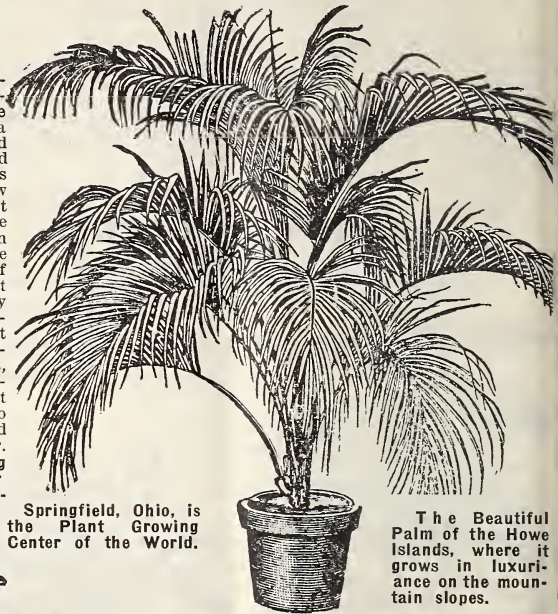 Springfield, Ohio, is
the Plant Growing
Center of the World.
The Beautiful
Palm of the Howe
Islands, where it
grows in luxuri-
ance on the moun-
tain slopes.